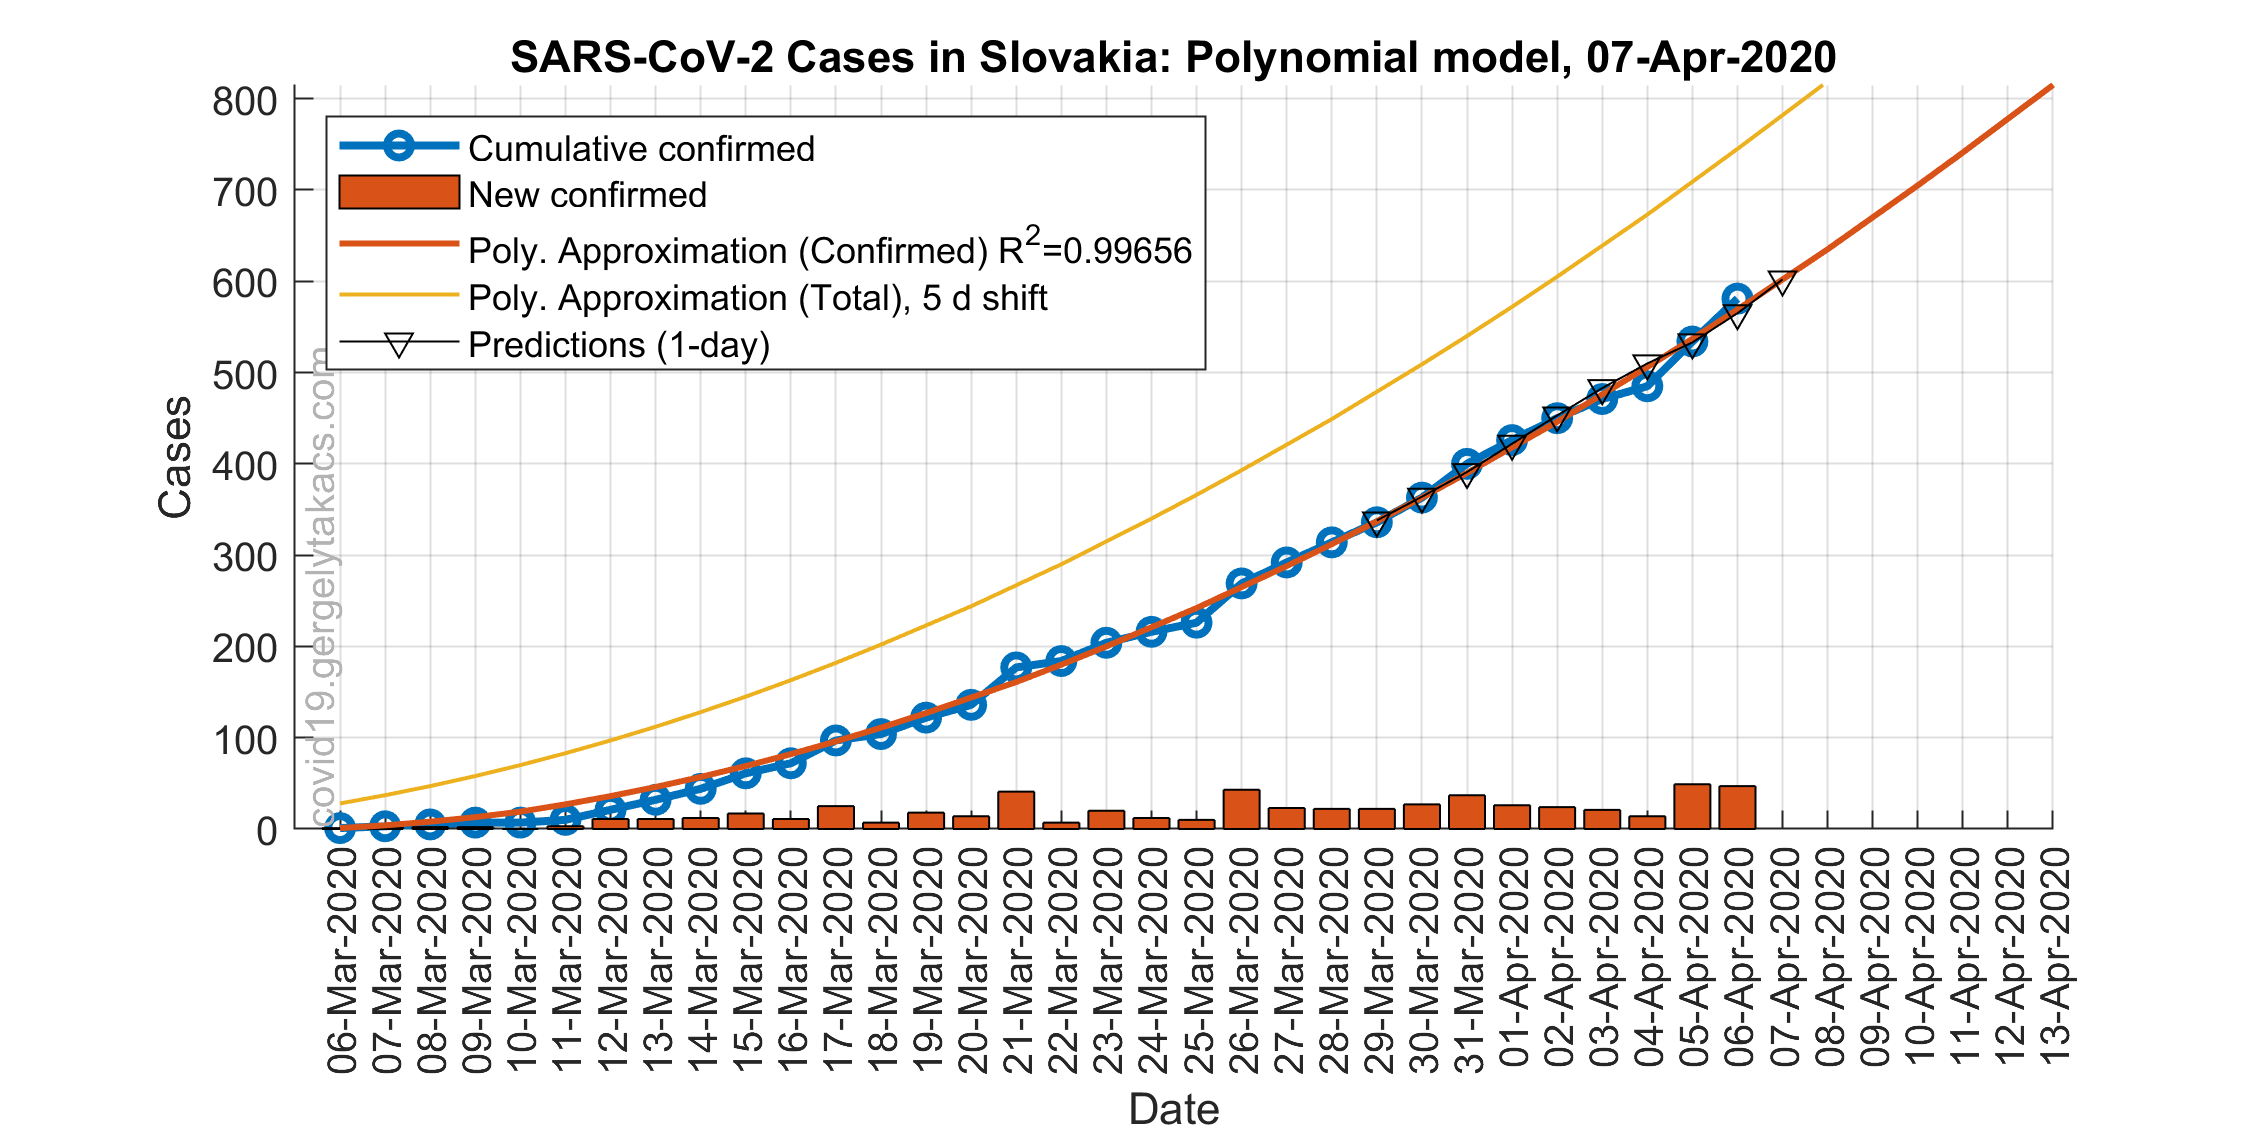 SARS-CoV-2 Cases in Slovakia: Polynomial model, 07-Apr-2020
Cumulative confirmed
New confirmed
Poly. Approximation (Confirmed) R²=0.99656
Poly. Approximation (Total), 5 d shift
Predictions (1-day)
covid19.gergelytakacs.com
Cases
800
700
600
500
400
300
200
100
0
06-Mar-2020
07-Mar-2020
08-Mar-2020
09-Mar-2020
10-Mar-2020
11-Mar-2020
12-Mar-2020
13-Mar-2020
14-Mar-2020
15-Mar-2020
16-Mar-2020
17-Mar-2020
18-Mar-2020
19-Mar-2020
20-Mar-2020
21-Mar-2020
22-Mar-2020
23-Mar-2020
24-Mar-2020
25-Mar-2020
26-Mar-2020
27-Mar-2020
28-Mar-2020
29-Mar-2020
30-Mar-2020
31-Mar-2020
01-Apr-2020
02-Apr-2020
03-Apr-2020
04-Apr-2020
05-Apr-2020
06-Apr-2020
07-Apr-2020
08-Apr-2020
09-Apr-2020
10-Apr-2020
11-Apr-2020
12-Apr-2020
13-Apr-2020
Date